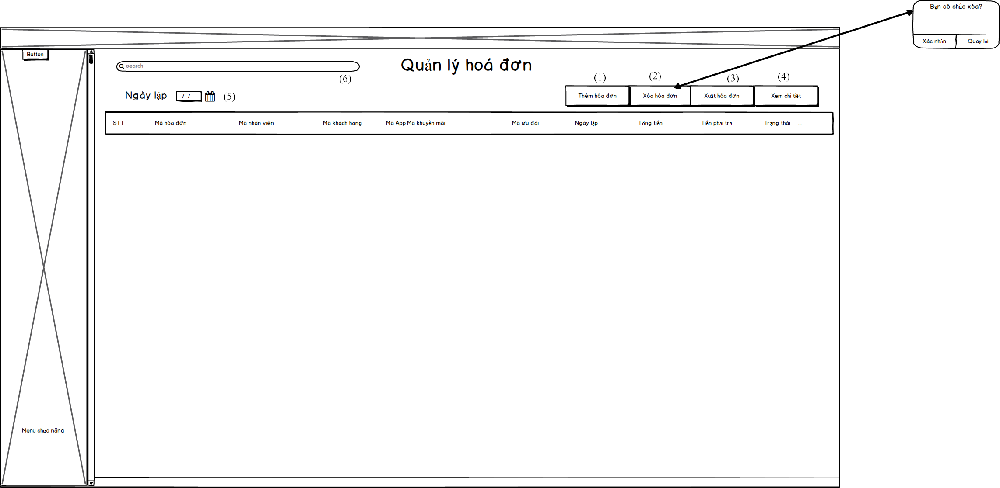 Bạn có chắc xóa?
Xác nhận Quay lại
Button
search
Quản lý hoá đơn
(6)
(1) (2) (3) (4)
Ngày lập / / (5)
Thêm hóa đơn Xóa hóa đơn Xuất hóa đơn Xem chi tiết
STT Mã hóa đơn Mã nhân viên Mã khách hàng Mã App Mã khuyến mãi Mã ưu đãi Ngày lập Tổng tiền Tiền phải trả Trạng thái ...
Menu chức năng